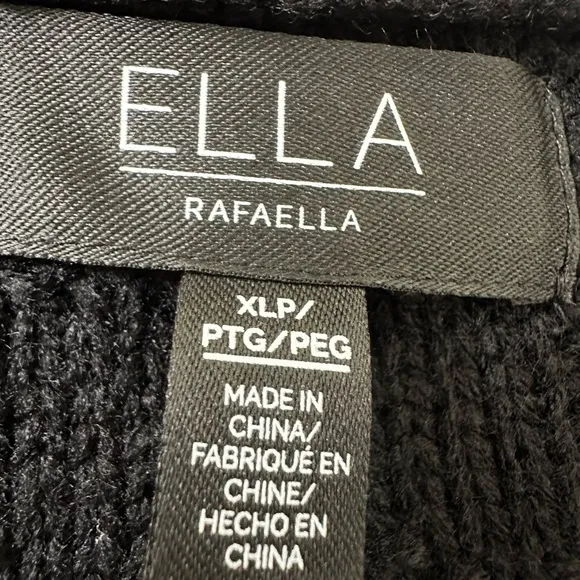 ELLA
RAFAELLA
XLP/
PTG/PEG
MADE IN
CHINA/
FABRIQUÉ EN
CHINE/
HECHO EN
CHINA